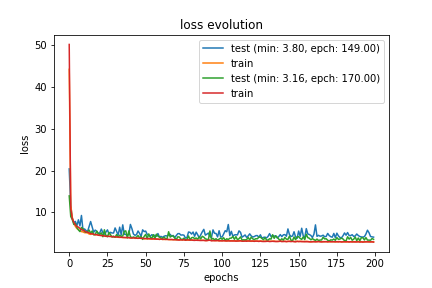 loss evolution
50
40
30
20
10
loss
test (min: 3.80, epch: 149.00)
train
test (min: 3.16, epch: 170.00)
train
0 25 50 75 100 125 150 175 200
epochs